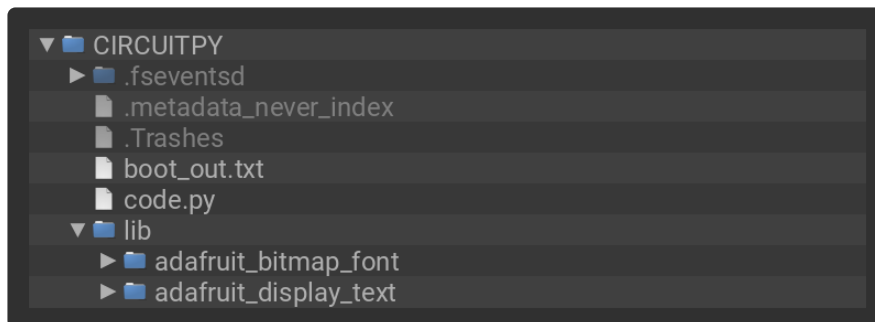 CIRCUITPY
.fseventsd
.metadata_never_index
.Trashes
boot_out.txt
code.py
lib
adafruit_bitmap_font
adafruit_display_text